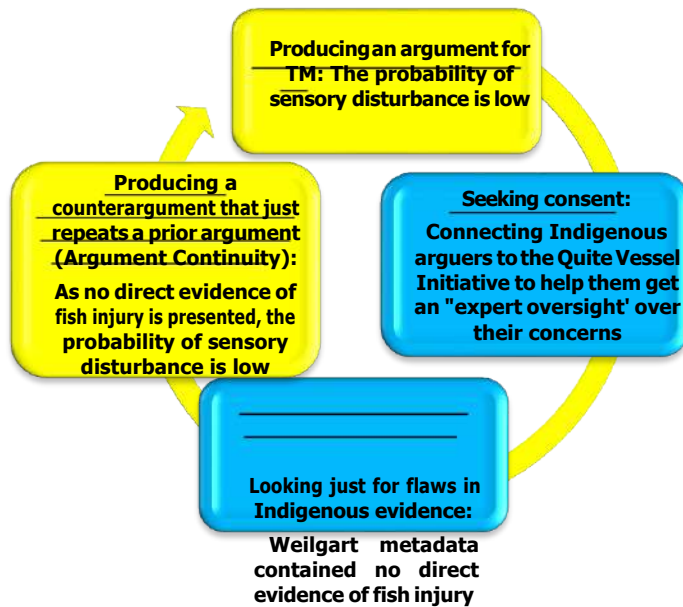 Producing an argument for
TM: The probability of
sensory disturbance is low
Seeking consent:
Connecting Indigenous
arguers to the Quite Vessel
Initiative to help them get
an "expert oversight' over
their concerns
Looking just for flaws in
Indigenous evidence:
Weilgart metadata
contained no direct
evidence of fish injury
Producing a
counterargument that just
repeats a prior argument
(Argument Continuity):
As no direct evidence of
fish injury is presented, the
probability of sensory
disturbance is low